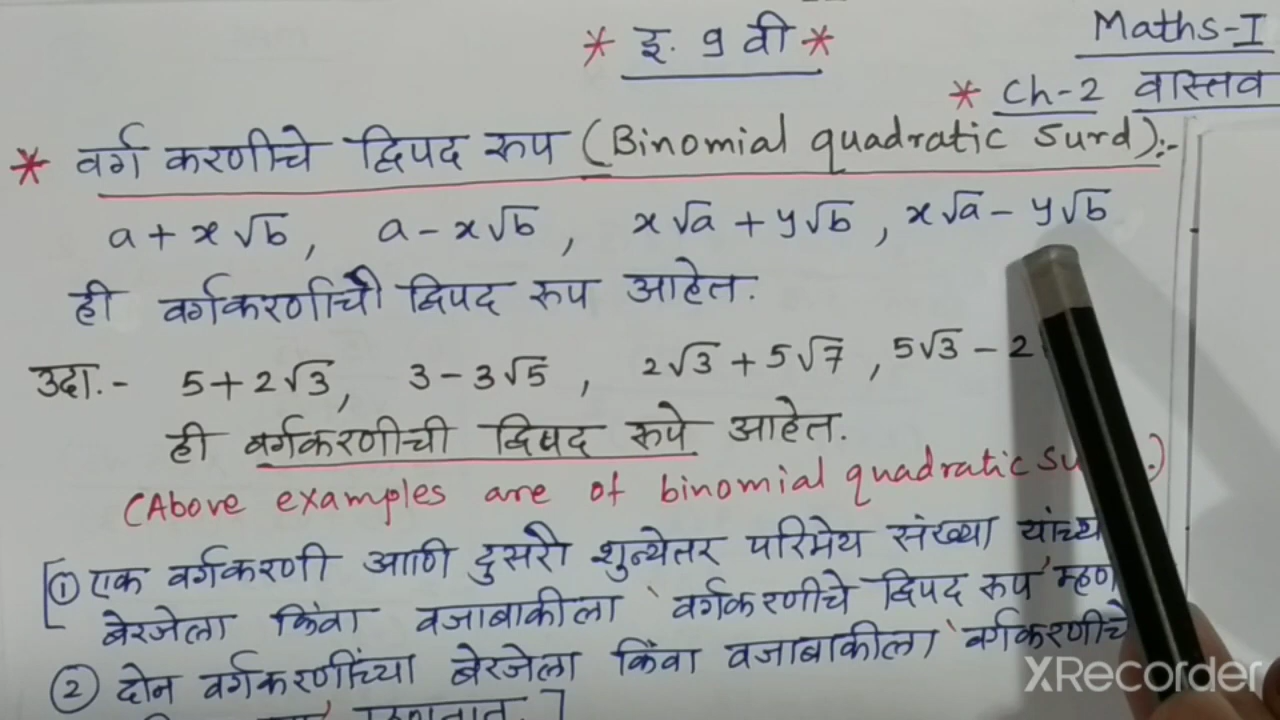 * इ. 9 वी *
Maths-I
* Ch-2 वास्तव
* वर्ग करणीचे द्विपद रुप (Binomial quadratic Surd):-
a + x√b, a - x√b, x√a + y√b, x√a - y√b
ही वर्गकरणीची द्विपद रुप आहेत.
उदा.- 5+2√3, 3-3√5, 2√3+5√7, 5√3-2
ही वर्गकरणीची द्विपद रुपे आहेत.
(Above examples are of binomial quadratic .)
[① एक वर्गकरणी आणि दुसरी शुन्येतर परिमेय संख्या
बेरजेला किंवा वजाबाकीला 'वर्गकरणीचे द्विपद रुप'
② दोन वर्गकरणींच्या बेरजेला किंवा वजाबाकीला 'वर्गकरणीचे
XRecorder